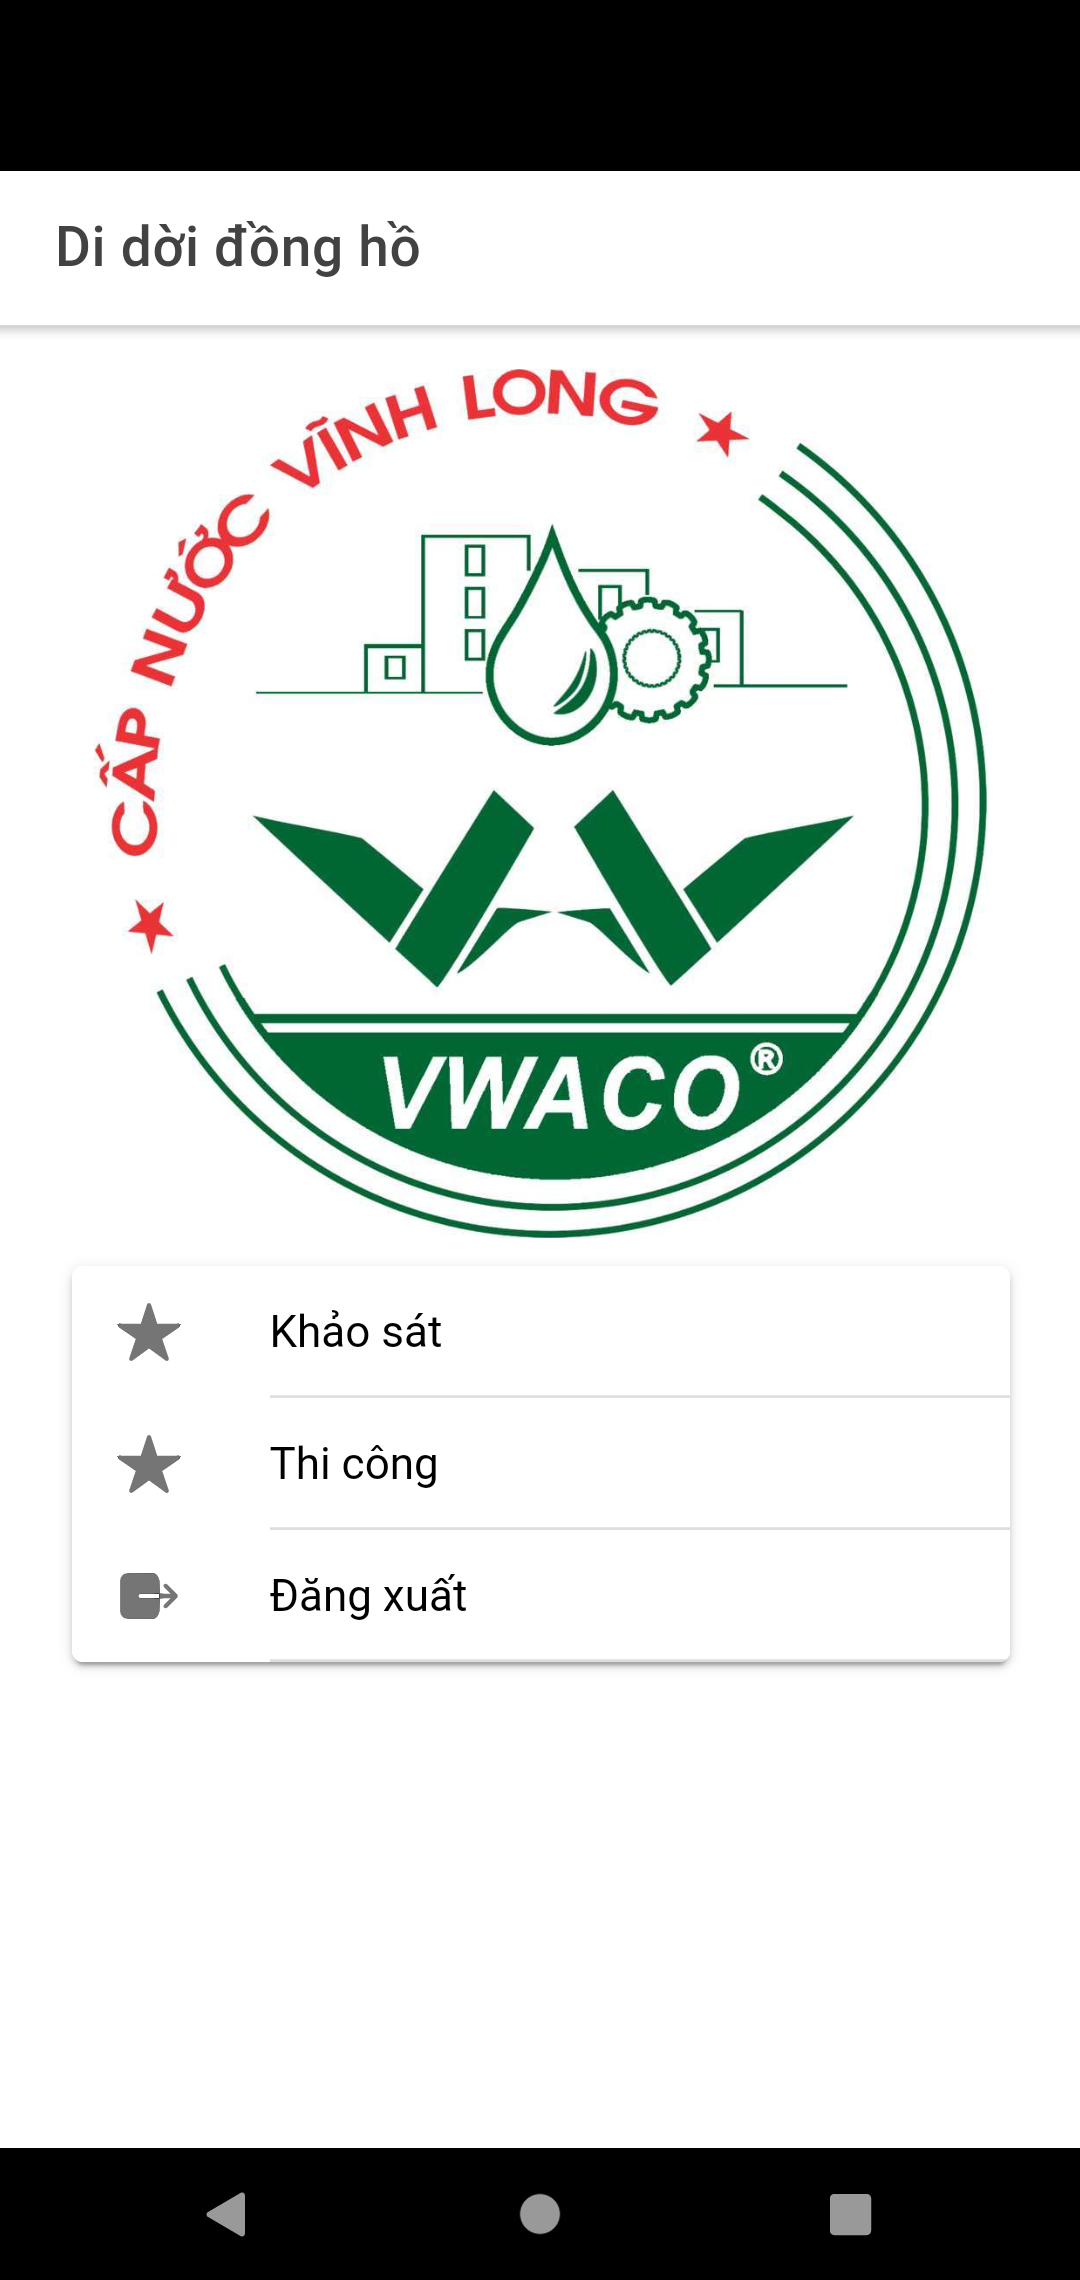 Di dời đồng hồ
★ CẤP NƯỚC VĨNH LONG ★
VWACO®
Khảo sát
Thi công
Đăng xuất